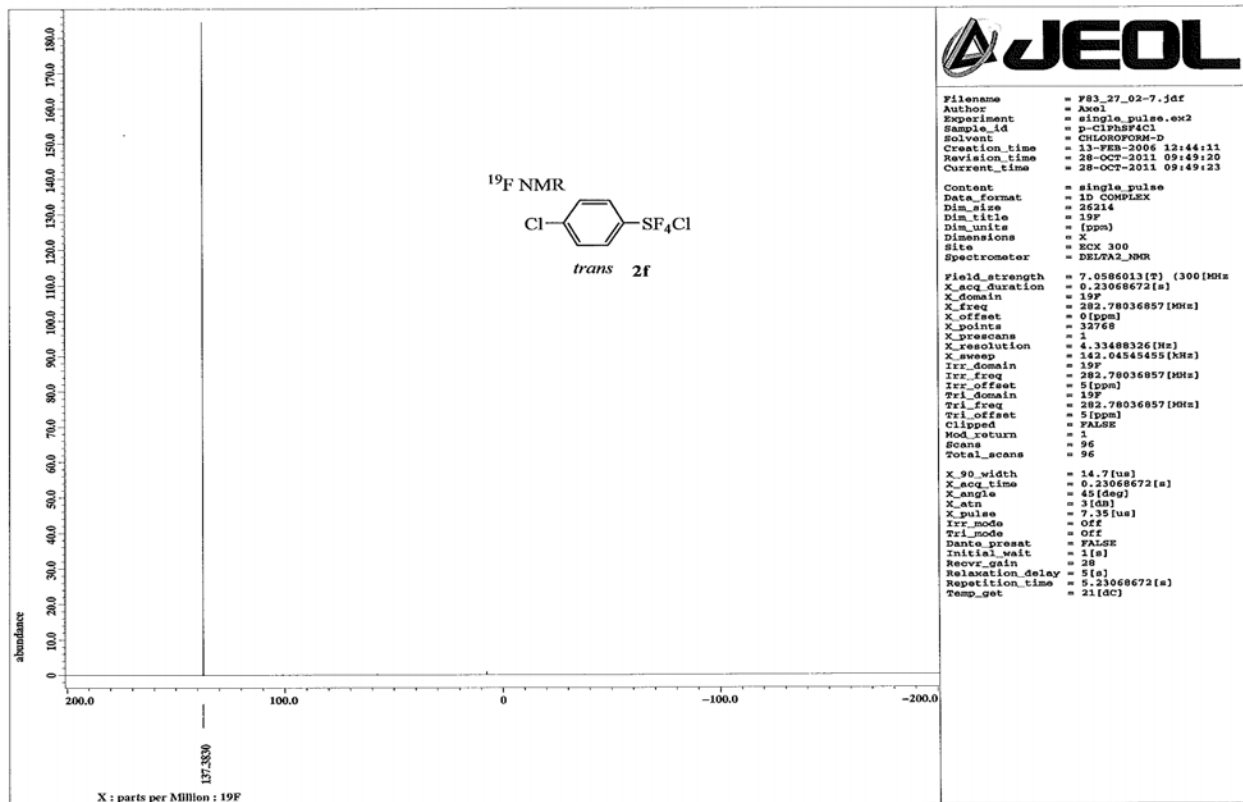 JEOL
Filename = F83_27_02-7.jdf
Author = Axel
Experiment = single_pulse.ex2
Sample_id = p-ClPhSF4Cl
Solvent = CHLOROFORM-D
Creation_time = 13-FEB-2006 12:44:11
Revision_time = 28-OCT-2011 09:49:20
Current_time = 28-OCT-2011 09:49:23
Content = single_pulse
Data_format = 1D COMPLEX
Dim_size = 26214
Dim_title = 19F
Dim_units = [ppm]
Dimensions = X
Site = ECX 300
Spectrometer = DELTA2_NMR
Field_strength = 7.0586013[T] (300[MHz
X_acq_duration = 0.23068672[s]
X_domain = 19F
X_freq = 282.78036857[MHz]
X_offset = 0[ppm]
X_points = 32768
X_prescans = 1
X_resolution = 4.33488326[Hz]
X_sweep = 142.04545455[kHz]
Irr_domain = 19F
Irr_freq = 282.78036857[MHz]
Irr_offset = 5[ppm]
Tri_domain = 19F
Tri_freq = 282.78036857[MHz]
Tri_offset = 5[ppm]
Clipped = FALSE
Mod_return = 1
Scans = 96
Total_scans = 96
X_90_width = 14.7[us]
X_acq_time = 0.23068672[s]
X_angle = 45[deg]
X_atn = 3[dB]
X_pulse = 7.35[us]
Irr_mode = Off
Tri_mode = Off
Dante_presat = FALSE
Initial_wait = 1[s]
Recvr_gain = 28
Relaxation_delay = 5[s]
Repetition_time = 5.23068672[s]
Temp_get = 21[dC]
¹⁹F NMR
Cl SF₄Cl
trans 2f
180.0
170.0
160.0
150.0
140.0
130.0
120.0
110.0
100.0
90.0
80.0
70.0
60.0
50.0
40.0
30.0
20.0
10.0
0
abundance
200.0 100.0 0 −100.0 −200.0
137.3830
X : parts per Million : 19F